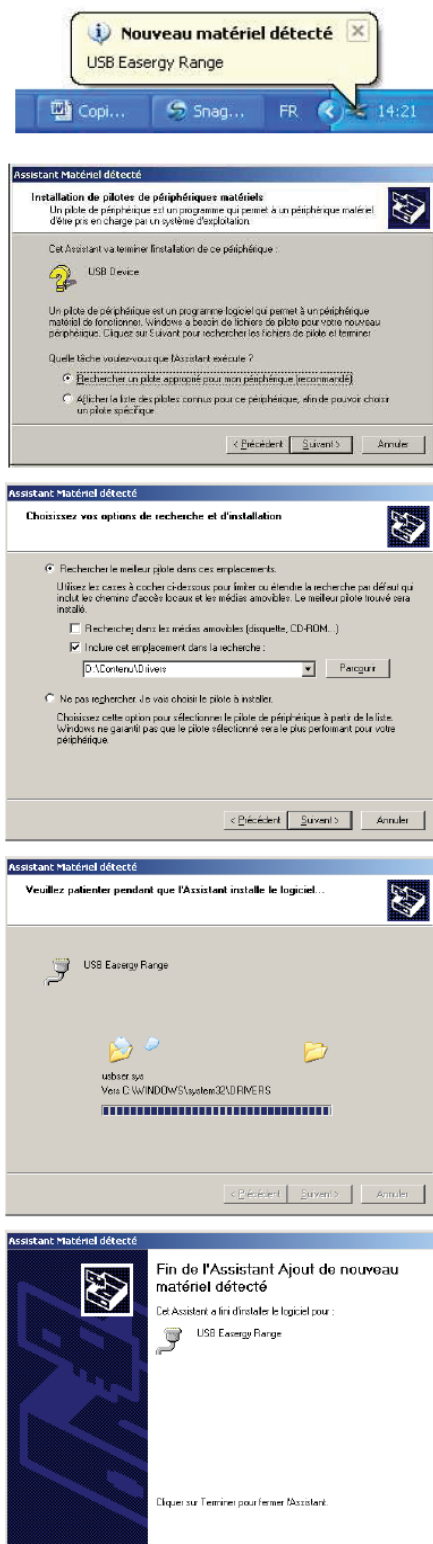 Nouveau matériel détecté
USB Easergy Range
Copi...
Snag...
FR
14:21
Assistant Matériel détecté
Installation de pilotes de périphériques matériels
Un pilote de périphérique est un programme qui permet à un périphérique matériel
d'être pris en charge par un système d'exploitation.
Cet Assistant va terminer l'installation de ce périphérique :
USB Device
Un pilote de périphérique est un programme logiciel qui permet à un périphérique
matériel de fonctionner. Windows a besoin de fichiers de pilote pour votre nouveau
périphérique. Cliquez sur Suivant pour rechercher les fichiers de pilote et terminer
Quelle tâche voulez-vous que l'Assistant exécute ?
Rechercher un pilote approprié pour mon périphérique (recommandé)
Afficher la liste des pilotes connus pour ce périphérique, afin de pouvoir choisir
un pilote spécifique
< Précédent
Suivant >
Annuler
Assistant Matériel détecté
Choisissez vos options de recherche et d'installation
Rechercher le meilleur pilote dans ces emplacements.
Utilisez les cases à cocher ci-dessous pour limiter ou étendre la recherche par défaut qui
inclut les chemins d'accès locaux et les médias amovibles. Le meilleur pilote trouvé sera
installé.
Rechercher dans les médias amovibles (disquette, CD-ROM...)
Inclure cet emplacement dans la recherche :
D:\Contenu\Drivers
Parcourir
Ne pas rechercher. Je vais choisir le pilote à installer.
Choisissez cette option pour sélectionner le pilote de périphérique à partir de la liste.
Windows ne garantit pas que le pilote sélectionné sera le plus performant pour votre
périphérique.
< Précédent
Suivant >
Annuler
Assistant Matériel détecté
Veuillez patienter pendant que l'Assistant installe le logiciel...
USB Easergy Range
usbser.sys
Vers C:\WINDOWS\system32\DRIVERS
< Précédent
Suivant >
Annuler
Assistant Matériel détecté
Fin de l'Assistant Ajout de nouveau
matériel détecté
Cet Assistant a fini d'installer le logiciel pour :
USB Easergy Range
Cliquer sur Terminer pour fermer l'Assistant.